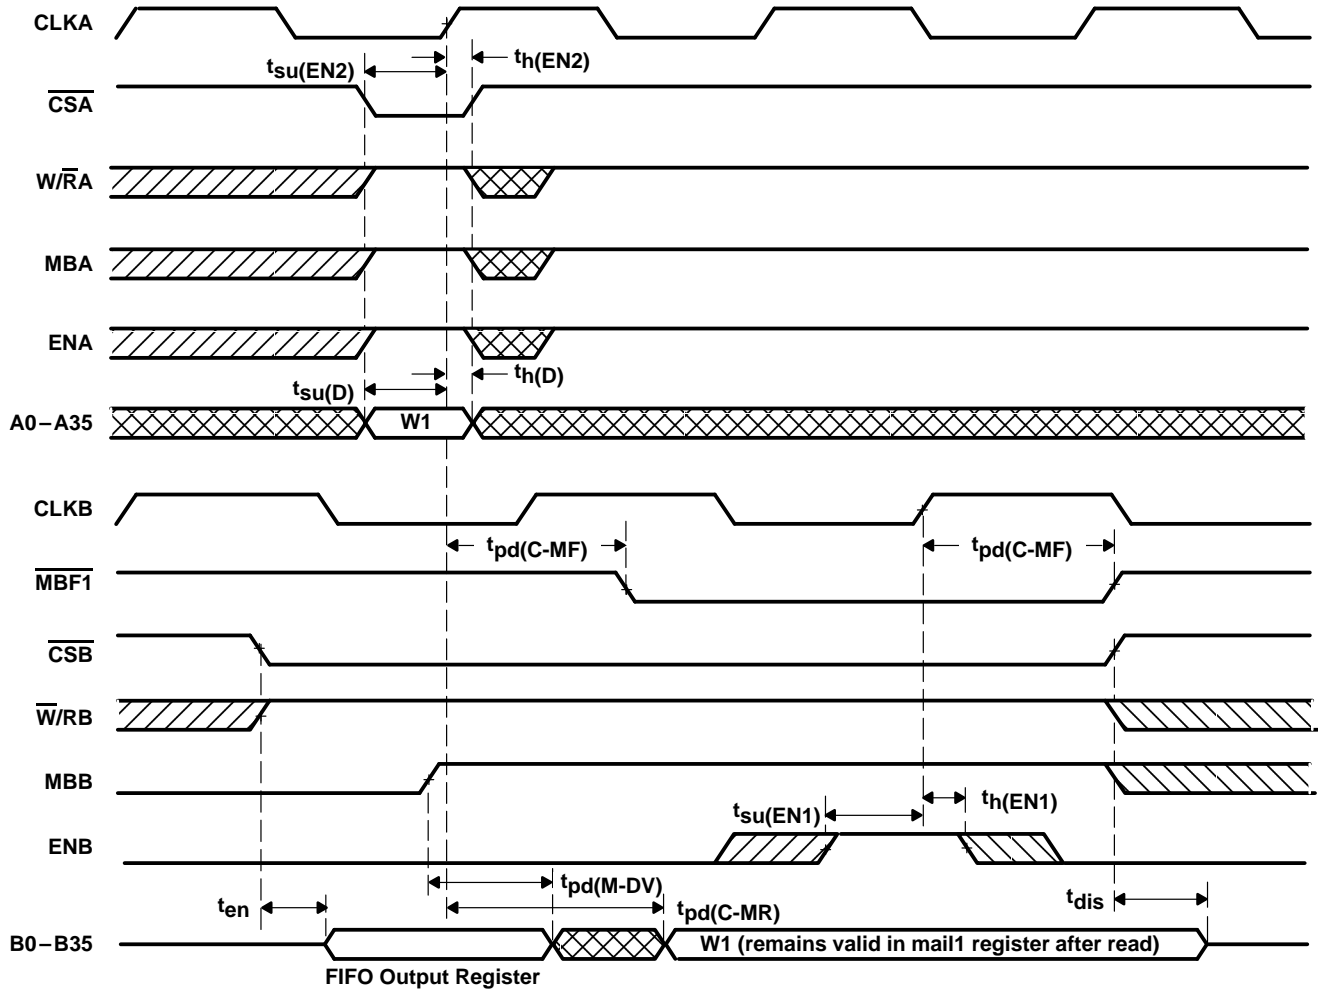 CLKA
tsu(EN2)
th(EN2)
CSA
W/RA
MBA
ENA
tsu(D)
th(D)
A0–A35
W1
CLKB
tpd(C-MF)
tpd(C-MF)
MBF1
CSB
W/RB
MBB
tsu(EN1)
th(EN1)
ENB
tpd(M-DV)
ten
tpd(C-MR)
tdis
B0–B35
W1 (remains valid in mail1 register after read)
FIFO Output Register